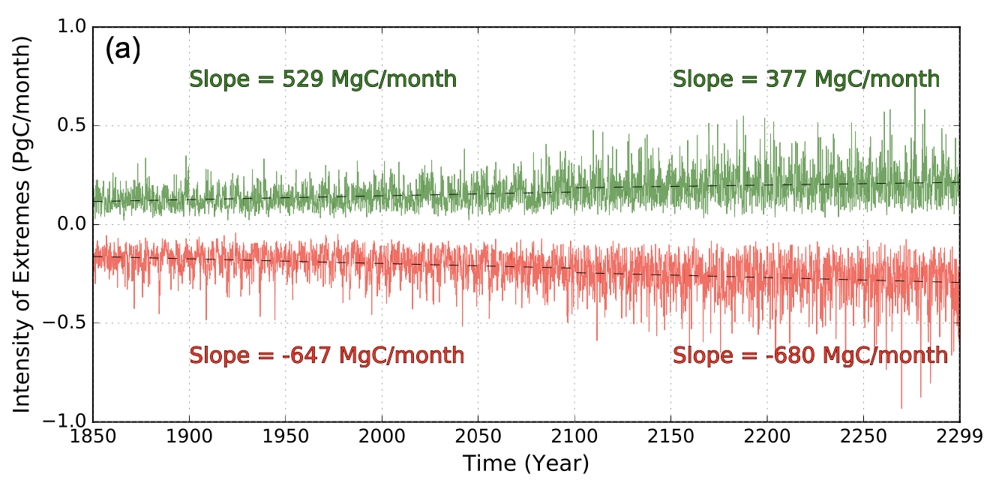 (a)
Slope = 529 MgC/month
Slope = 377 MgC/month
Slope = -647 MgC/month
Slope = -680 MgC/month
Intensity of Extremes (PgC/month)
1.0
0.5
0.0
−0.5
−1.0
1850 1900 1950 2000 2050 2100 2150 2200 2250 2299
Time (Year)